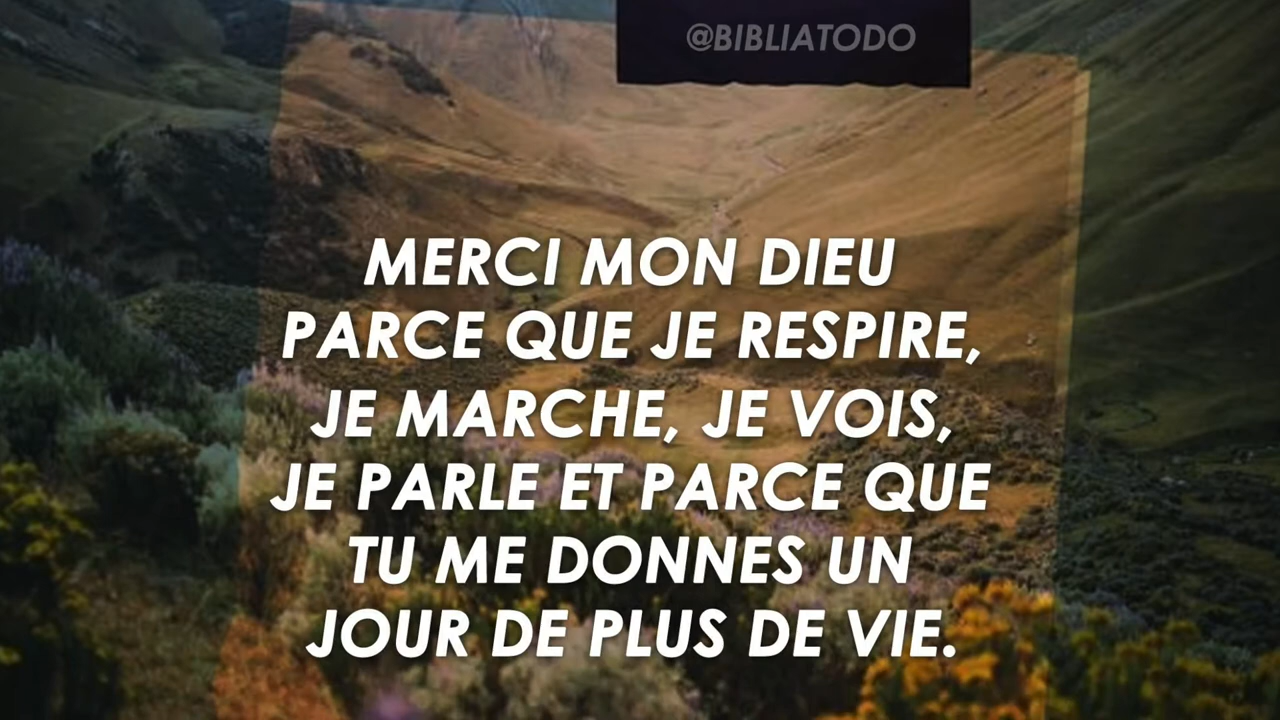 @BIBLIATODO
MERCI MON DIEU
PARCE QUE JE RESPIRE,
JE MARCHE, JE VOIS,
JE PARLE ET PARCE QUE
TU ME DONNES UN
JOUR DE PLUS DE VIE.